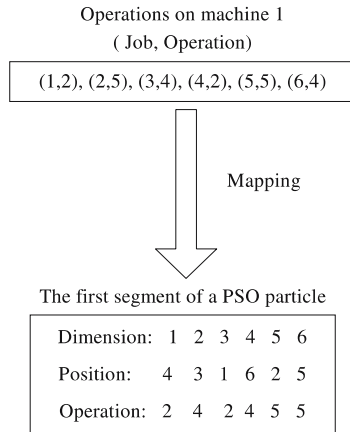 Operations on machine 1
( Job, Operation)
(1,2), (2,5), (3,4), (4,2), (5,5), (6,4)
Mapping
The first segment of a PSO particle
Dimension: 1 2 3 4 5 6
Position: 4 3 1 6 2 5
Operation: 2 4 2 4 5 5